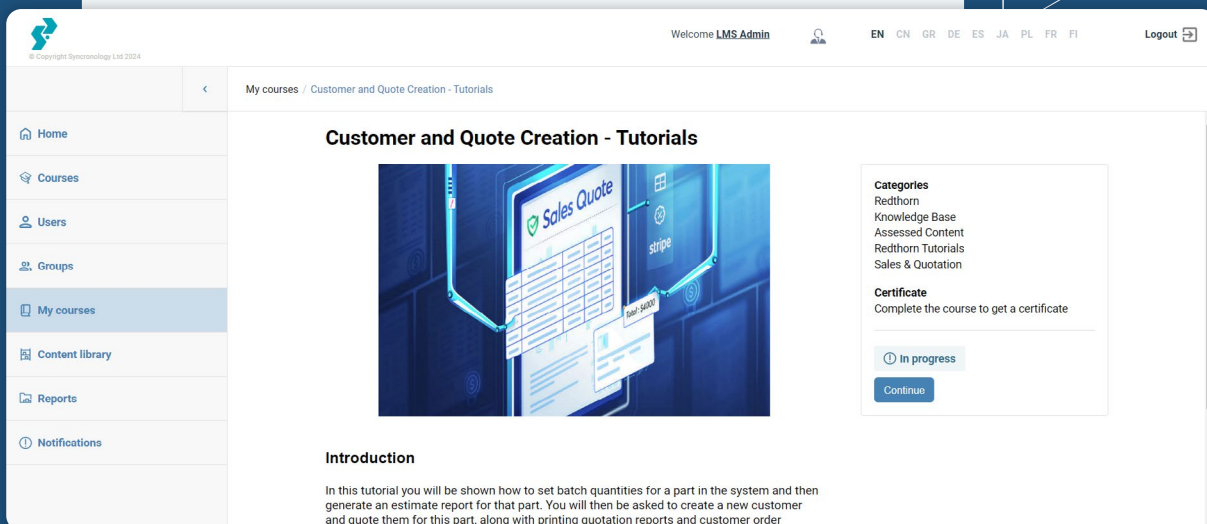 © Copyright Syncronology Ltd 2024
Welcome LMS Admin
EN CN GR DE ES JA PL FR FI
Logout
My courses / Customer and Quote Creation - Tutorials
Home
Courses
Users
Groups
My courses
Content library
Reports
Notifications
Customer and Quote Creation - Tutorials
Sales Quote
stripe
Total : $4000
Categories
Redthorn
Knowledge Base
Assessed Content
Redthorn Tutorials
Sales & Quotation
Certificate
Complete the course to get a certificate
In progress
Continue
Introduction
In this tutorial you will be shown how to set batch quantities for a part in the system and then
generate an estimate report for that part. You will then be asked to create a new customer
and quote them for this part, along with printing quotation reports and customer order